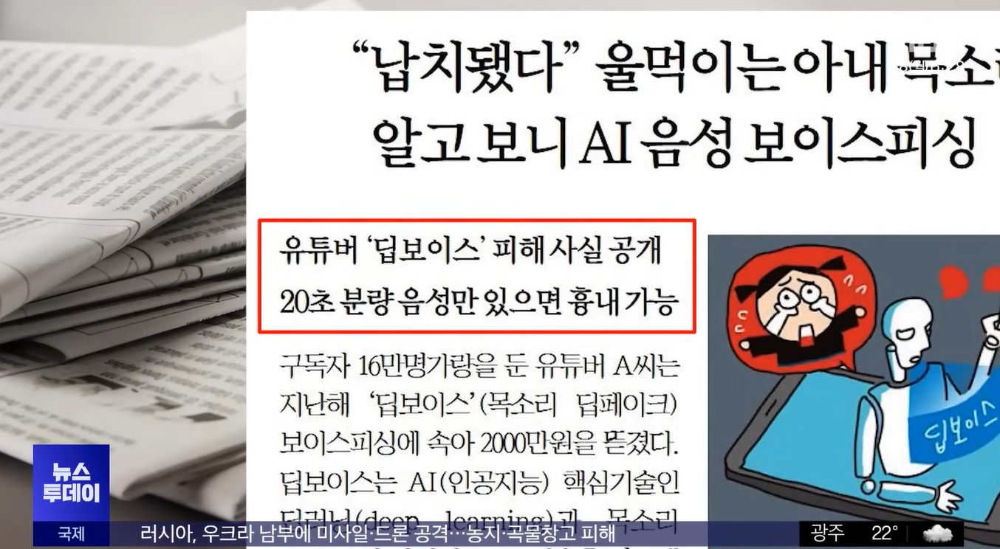 “납치됐다” 울먹이는 아내 목소
알고 보니 AI 음성 보이스피싱
유튜버 ‘딥보이스’ 피해 사실 공개
20초 분량 음성만 있으면 흉내 가능
구독자 16만명가량을 둔 유튜버 A씨는
지난해 ‘딥보이스’(목소리 딥페이크)
보이스피싱에 속아 2000만원을 뜯겼다.
딥보이스는 AI(인공지능) 핵심기술인
딥러닝(deep learning)과 목소리
딥보이스
뉴스
투데이
국제
러시아, 우크라 남부에 미사일·드론 공격…농지·곡물창고 피해
광주 22°